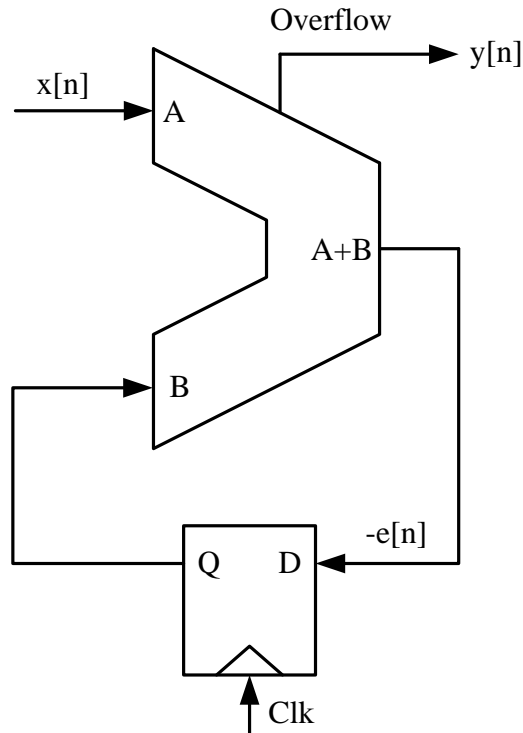 Overflow
y[n]
x[n]
A
A+B
B
-e[n]
Q
D
Clk